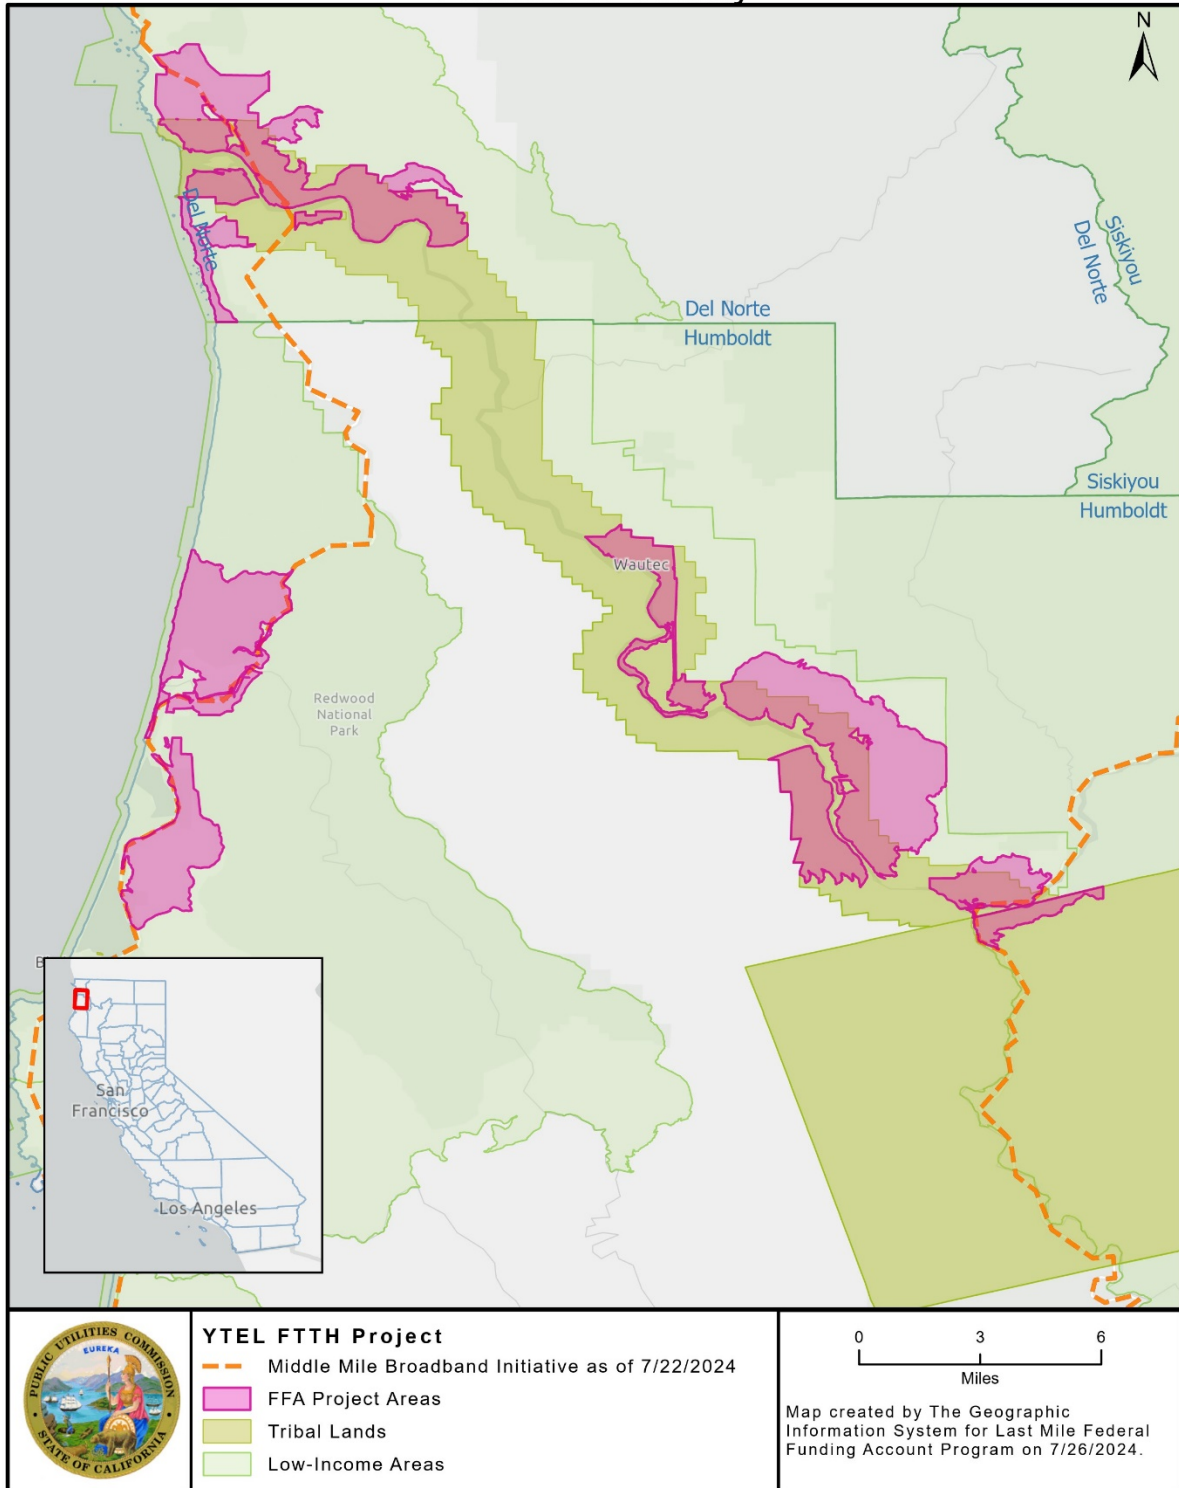 N
Del Norte
Siskiyou
Del Norte
Del Norte
Humboldt
Siskiyou
Humboldt
Wautec
Redwood
National
Park
B
San
Francisco
Los Angeles
PUBLIC UTILITIES COMMISSION
EUREKA
STATE OF CALIFORNIA
YTEL FTTH Project
Middle Mile Broadband Initiative as of 7/22/2024
FFA Project Areas
Tribal Lands
Low-Income Areas
0 3 6
Miles
Map created by The Geographic
Information System for Last Mile Federal
Funding Account Program on 7/26/2024.